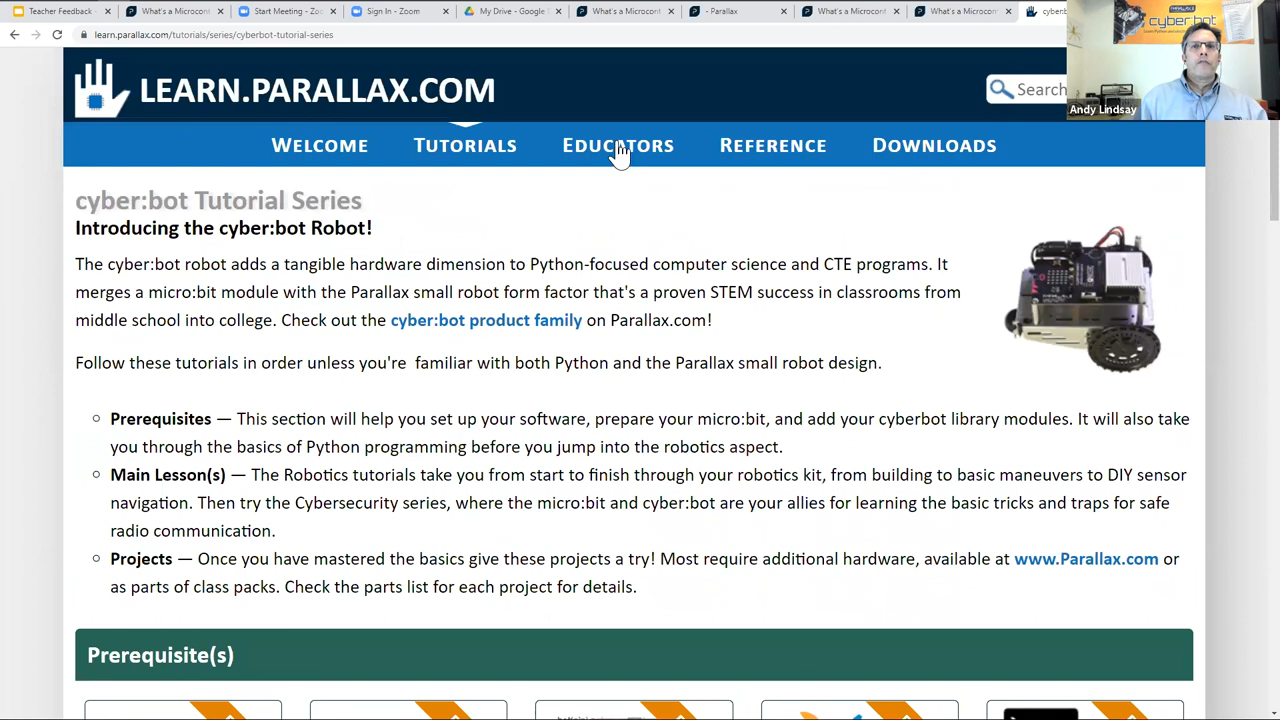 Teacher Feedback
What's a Microconi
Start Meeting - Zoo
Sign In - Zoom
My Drive - Google
What's a Microcont
- Parallax
What's a Microcont
What's a Microcont
cybert
learn.parallax.com/tutorials/series/cyberbot-tutorial-series
cyber:bot
Andy Lindsay
LEARN.PARALLAX.COM
Search
WELCOME TUTORIALS EDUCATORS REFERENCE DOWNLOADS
cyber:bot Tutorial Series
Introducing the cyber:bot Robot!
The cyber:bot robot adds a tangible hardware dimension to Python-focused computer science and CTE programs. It
merges a micro:bit module with the Parallax small robot form factor that's a proven STEM success in classrooms from
middle school into college. Check out the cyber:bot product family on Parallax.com!
Follow these tutorials in order unless you're familiar with both Python and the Parallax small robot design.
Prerequisites — This section will help you set up your software, prepare your micro:bit, and add your cyberbot library modules. It will also take
you through the basics of Python programming before you jump into the robotics aspect.
Main Lesson(s) — The Robotics tutorials take you from start to finish through your robotics kit, from building to basic maneuvers to DIY sensor
navigation. Then try the Cybersecurity series, where the micro:bit and cyber:bot are your allies for learning the basic tricks and traps for safe
radio communication.
Projects — Once you have mastered the basics give these projects a try! Most require additional hardware, available at www.Parallax.com or
as parts of class packs. Check the parts list for each project for details.
Prerequisite(s)